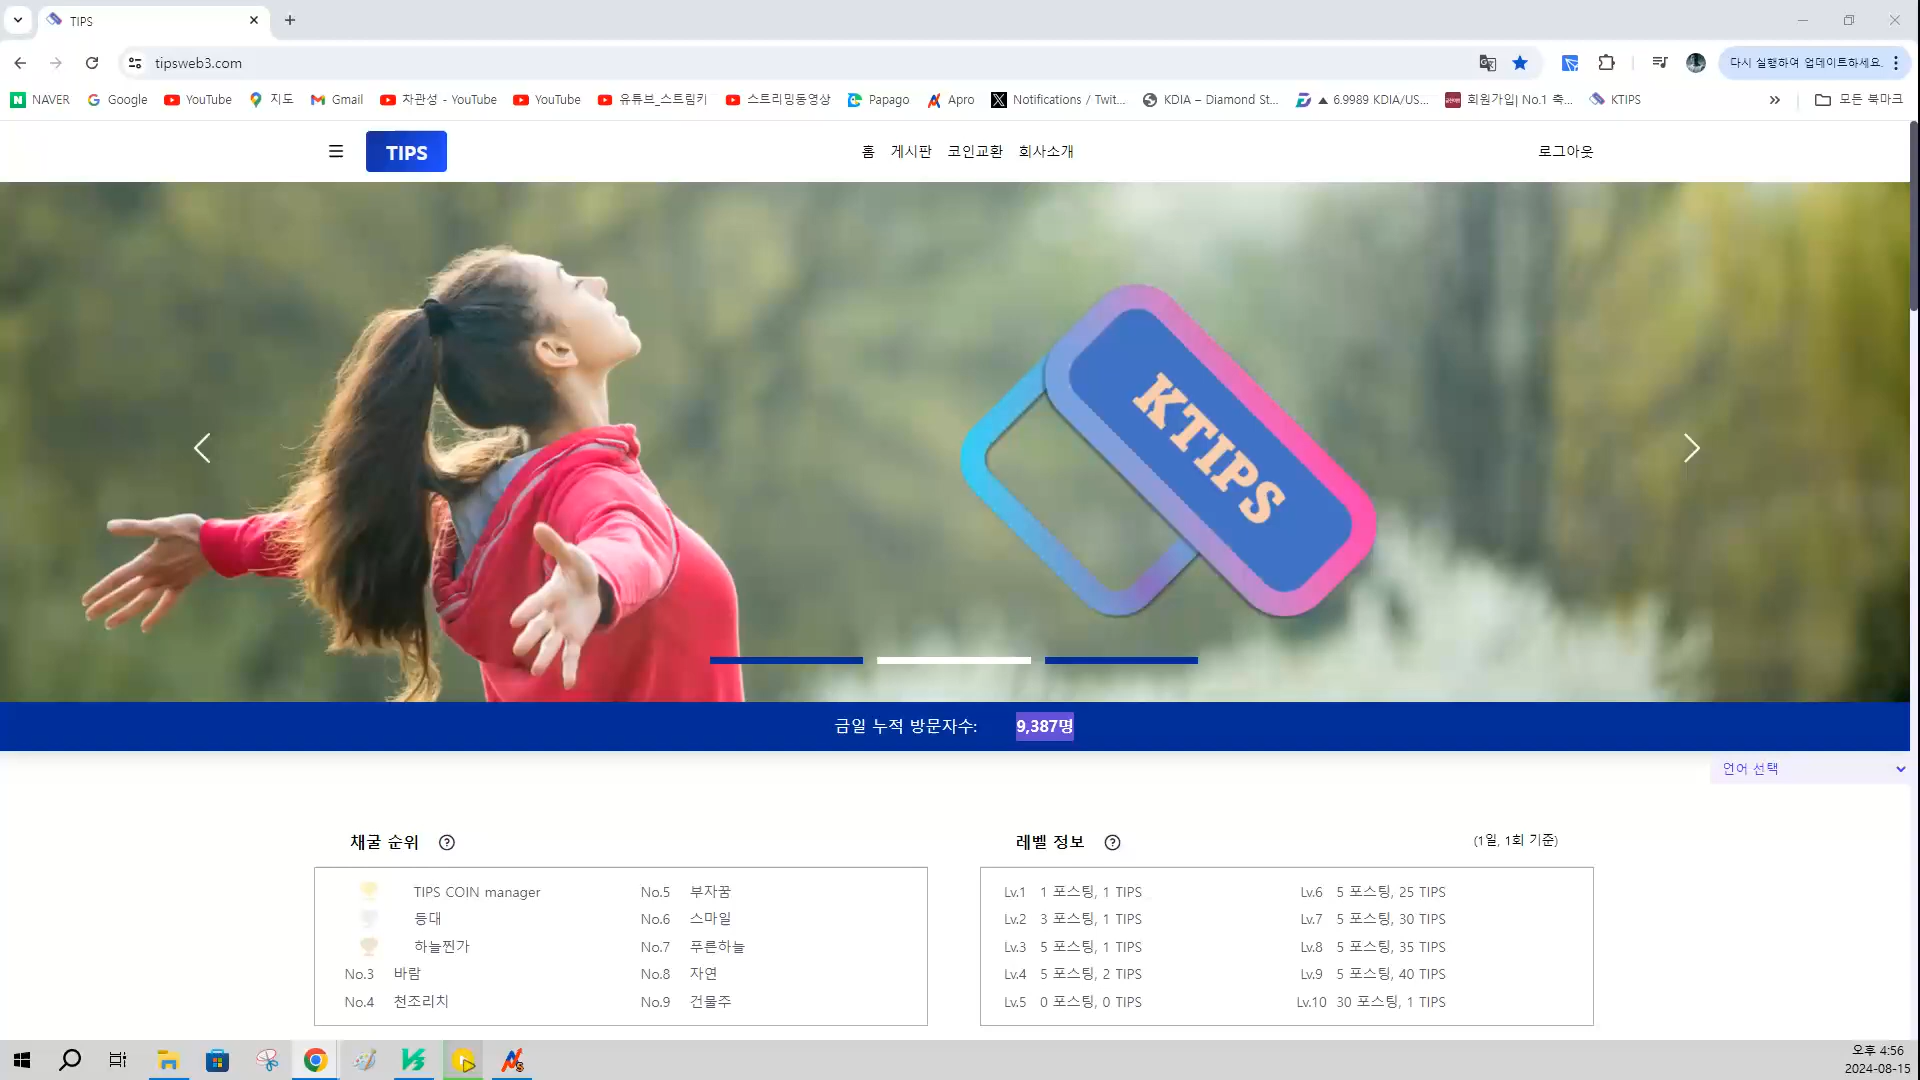 TIPS
tipsweb3.com
다시 실행하여 업데이트하세요.
NAVER Google YouTube 지도 Gmail 차관성 - YouTube YouTube 유튜브_스트림키 스트리밍동영상 Papago Apro Notifications / Twit... KDIA – Diamond St... ▲ 6.9989 KDIA/US... 회원가입| No.1 축... KTIPS » 모든 북마크
TIPS 홈 게시판 코인교환 회사소개 로그아웃
KTIPS
금일 누적 방문자수: 9,387명
언어 선택
채굴 순위
TIPS COIN manager
등대
하늘찐가
No.3 바람
No.4 천조리치
No.5 부자꿈
No.6 스마일
No.7 푸른하늘
No.8 자연
No.9 건물주
레벨 정보 (1일, 1회 기준)
Lv.1 1 포스팅, 1 TIPS
Lv.2 3 포스팅, 1 TIPS
Lv.3 5 포스팅, 1 TIPS
Lv.4 5 포스팅, 2 TIPS
Lv.5 0 포스팅, 0 TIPS
Lv.6 5 포스팅, 25 TIPS
Lv.7 5 포스팅, 30 TIPS
Lv.8 5 포스팅, 35 TIPS
Lv.9 5 포스팅, 40 TIPS
Lv.10 30 포스팅, 1 TIPS
오후 4:56
2024-08-15